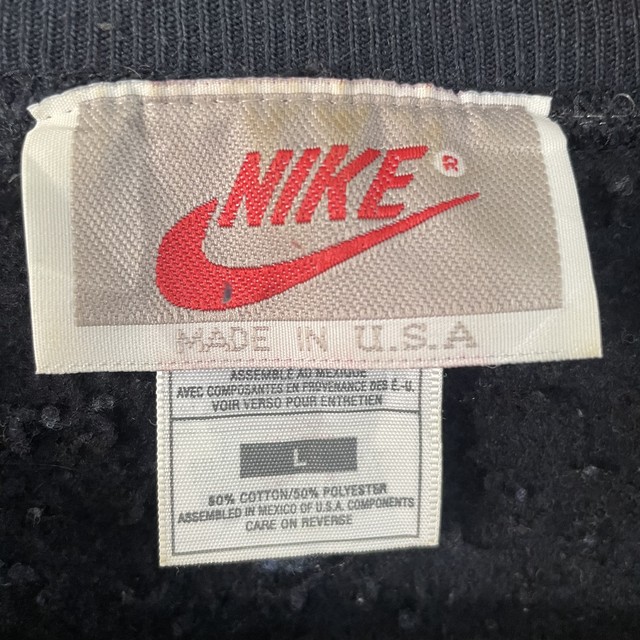 NIKE ®
MADE IN U.S.A
ASSEMBLÉ AU MEXIQUE
AVEC COMPOSANTES EN PROVENANCE DES É.-U.
VOIR VERSO POUR ENTRETIEN
L
50% COTTON/50% POLYESTER
ASSEMBLED IN MEXICO OF U.S.A. COMPONENTS
CARE ON REVERSE